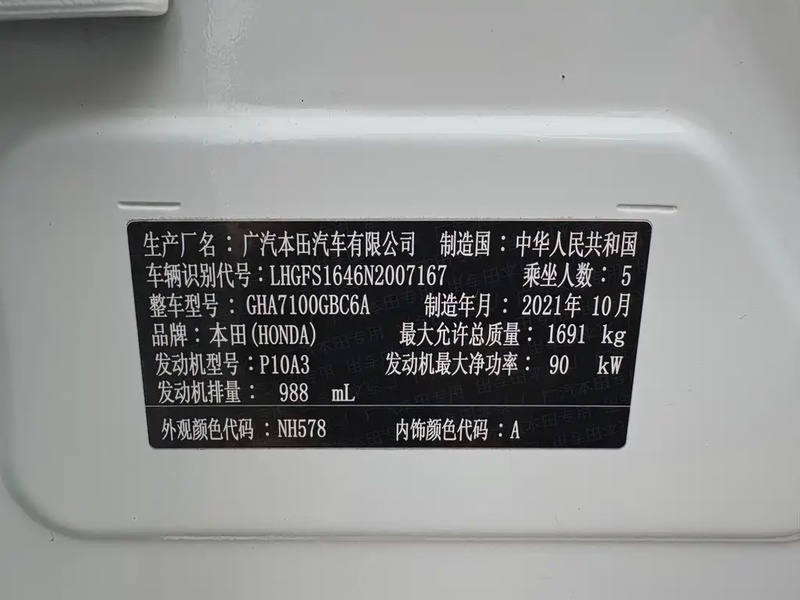 生产厂名：广汽本田汽车有限公司 制造国：中华人民共和国
车辆识别代号：LHGFS1646N2007167 乘坐人数：5
整车型号：GHA7100GBC6A 制造年月：2021年10月
品牌：本田(HONDA) 最大允许总质量：1691 kg
发动机型号：P10A3 发动机最大净功率：90 kW
发动机排量：988 mL
外观颜色代码：NH578 内饰颜色代码：A